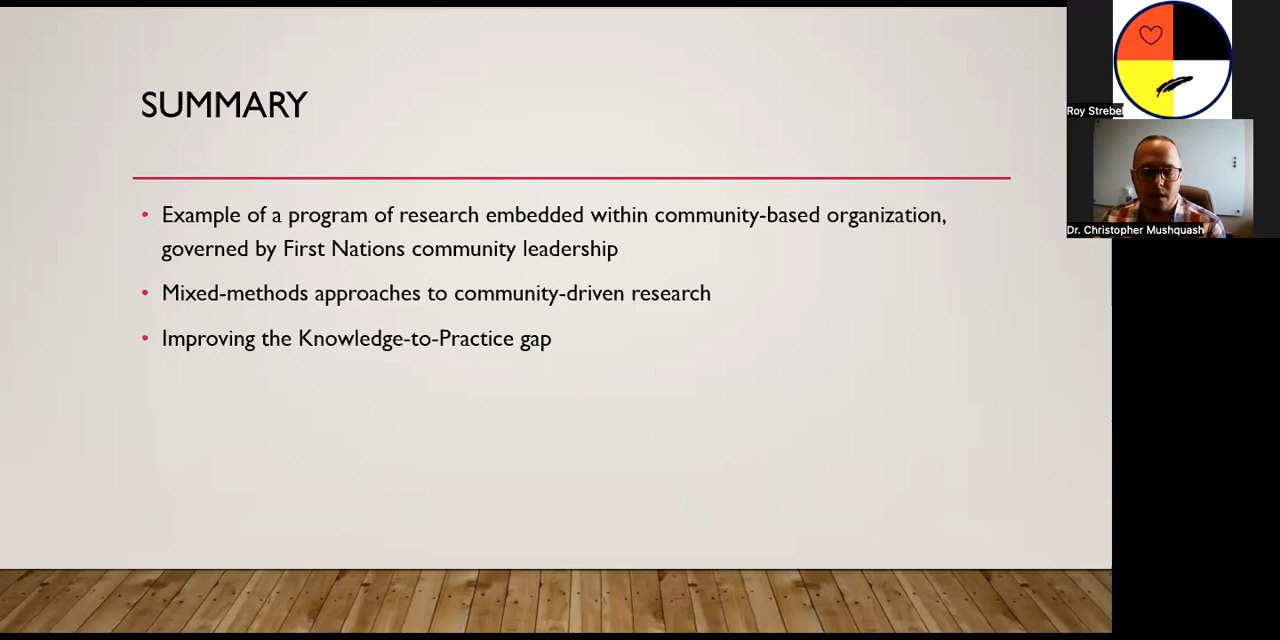 SUMMARY
• Example of a program of research embedded within community-based organization,
governed by First Nations community leadership
• Mixed-methods approaches to community-driven research
• Improving the Knowledge-to-Practice gap
Roy Strebel
Dr. Christopher Mushquash